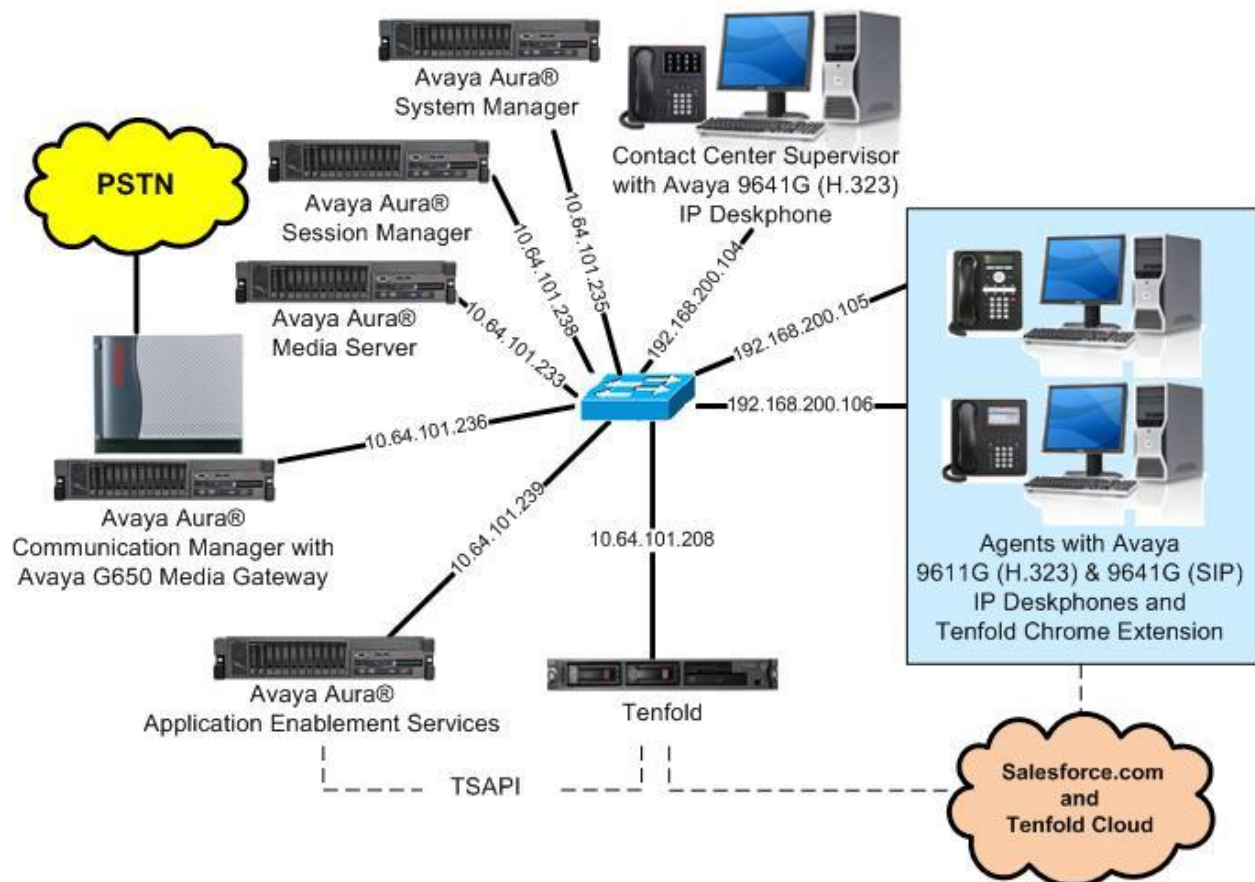 Avaya Aura®
System Manager
Contact Center Supervisor
with Avaya 9641G (H.323)
IP Deskphone
PSTN
Avaya Aura®
Session Manager
Avaya Aura®
Media Server
10.64.101.235
10.64.101.238
10.64.101.233
192.168.200.104
192.168.200.105
192.168.200.106
10.64.101.236
10.64.101.239
10.64.101.208
Avaya Aura®
Communication Manager with
Avaya G650 Media Gateway
Agents with Avaya
9611G (H.323) & 9641G (SIP)
IP Deskphones and
Tenfold Chrome Extension
Avaya Aura®
Application Enablement Services
Tenfold
TSAPI
Salesforce.com
and
Tenfold Cloud